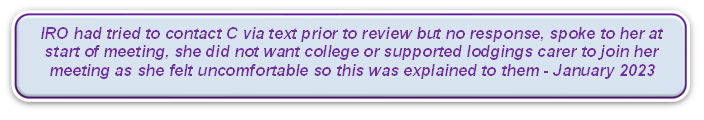 IRO had tried to contact C via text prior to review but no response, spoke to her at
start of meeting, she did not want college or supported lodgings carer to join her
meeting as she felt uncomfortable so this was explained to them - January 2023